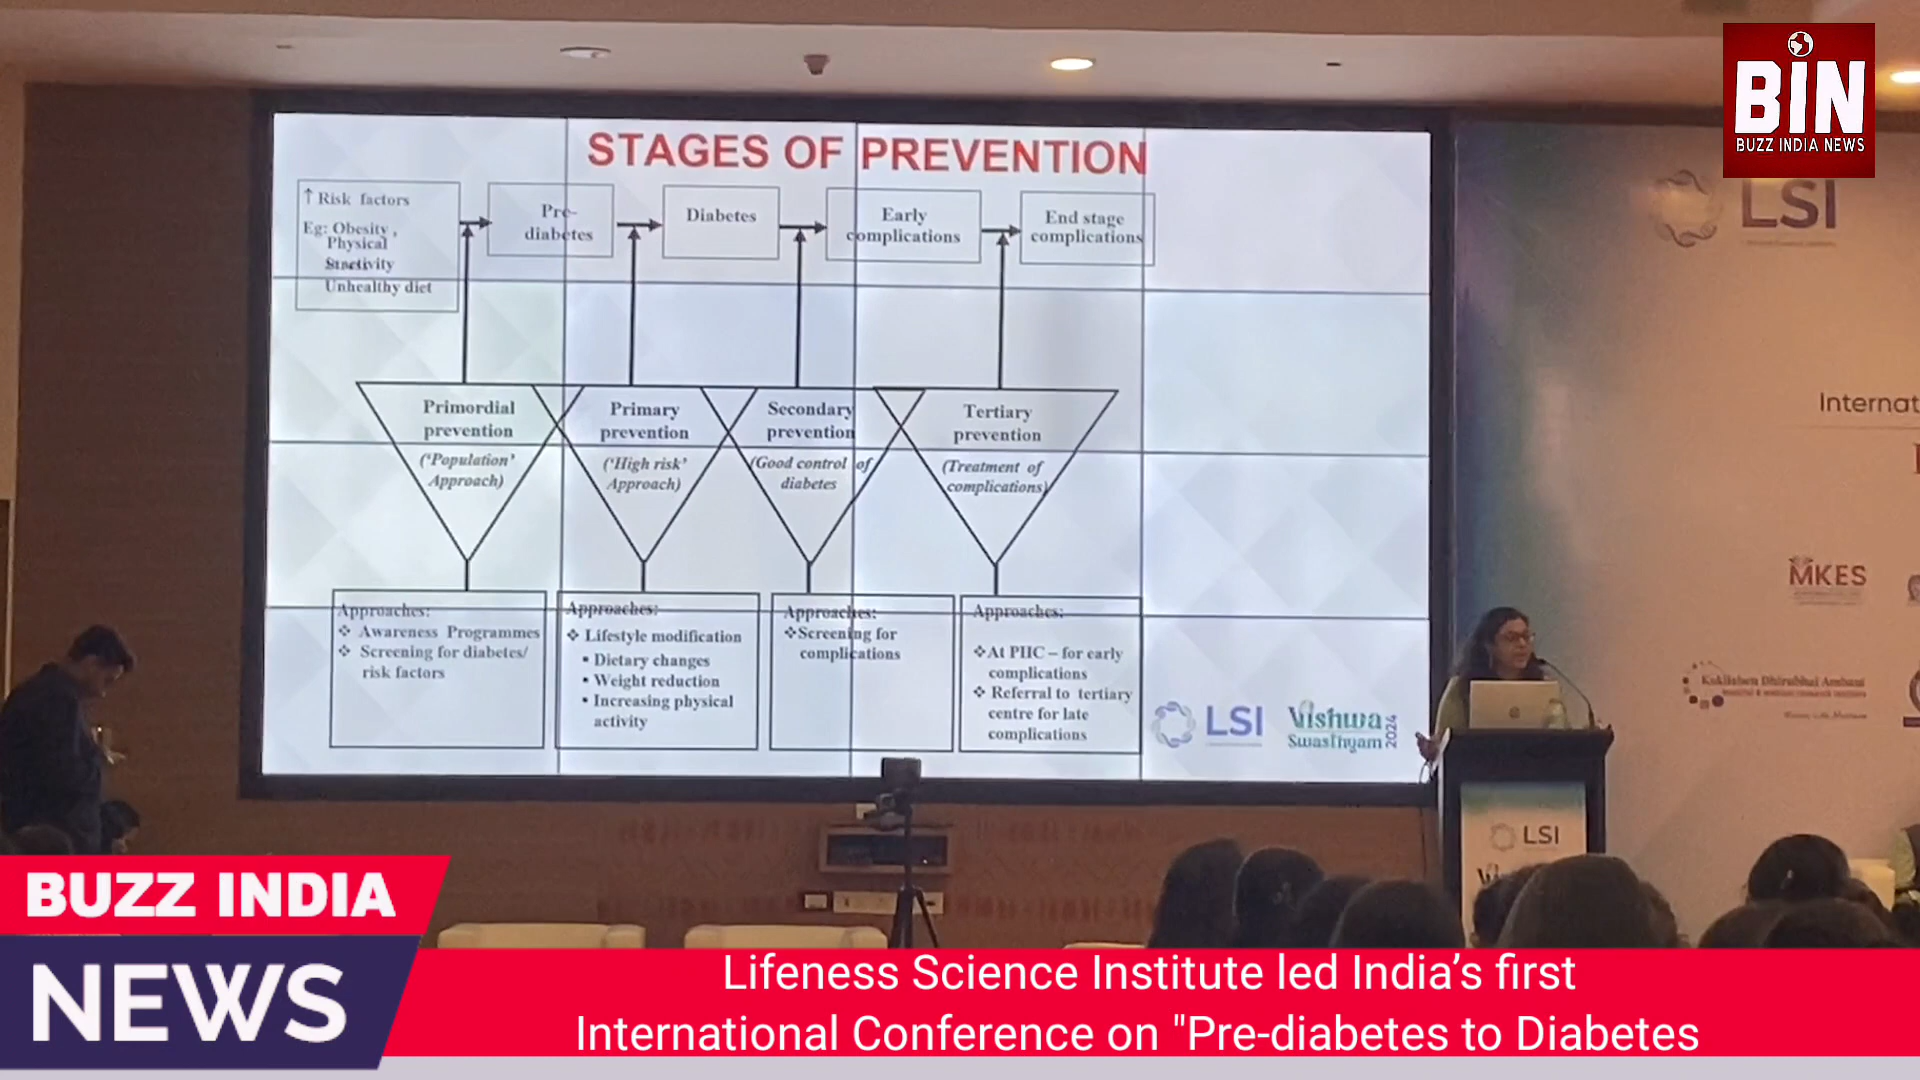 BIN
BUZZ INDIA NEWS
STAGES OF PREVENTION
↑ Risk factors
Eg: Obesity,
Physical
Unhealthy diet
Pre-
diabetes
Diabetes
Early
complications
End stage
complications
Primordial
prevention
('Population'
Approach)
Primary
prevention
('High risk'
Approach)
Secondary
prevention
(Good control of
diabetes
Tertiary
prevention
(Treatment of
complications)
Approaches:
❖ Awareness Programmes
❖ Screening for diabetes/
risk factors
Approaches:
❖ Lifestyle modification
▪ Dietary changes
▪ Weight reduction
▪ Increasing physical
activity
Approaches:
❖Screening for
complications
Approaches:
❖At PIIC – for early
complications
❖ Referral to tertiary
centre for late
complications
LSI
Vishwa
Swasthyam
2024
LSI
Internat
MKES
Kokilaben Dhirubhai Ambani
LSI
BUZZ INDIA
NEWS
Lifeness Science Institute led India’s first
International Conference on "Pre-diabetes to Diabetes